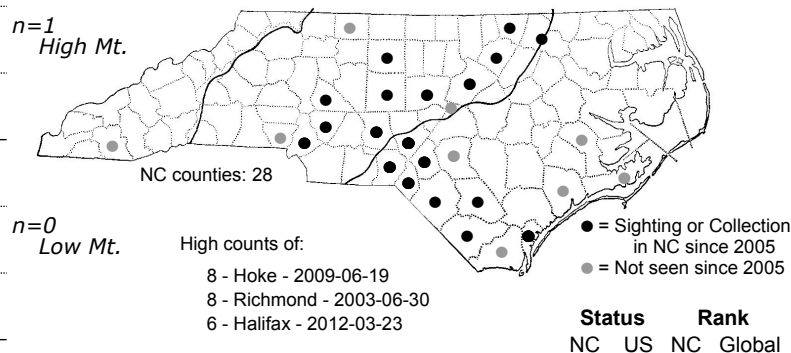 n=1
High Mt.
NC counties: 28
n=0
Low Mt.
High counts of:
8 - Hoke - 2009-06-19
8 - Richmond - 2003-06-30
6 - Halifax - 2012-03-23
= Sighting or Collection
in NC since 2005
= Not seen since 2005
Status Rank
NC US NC Global